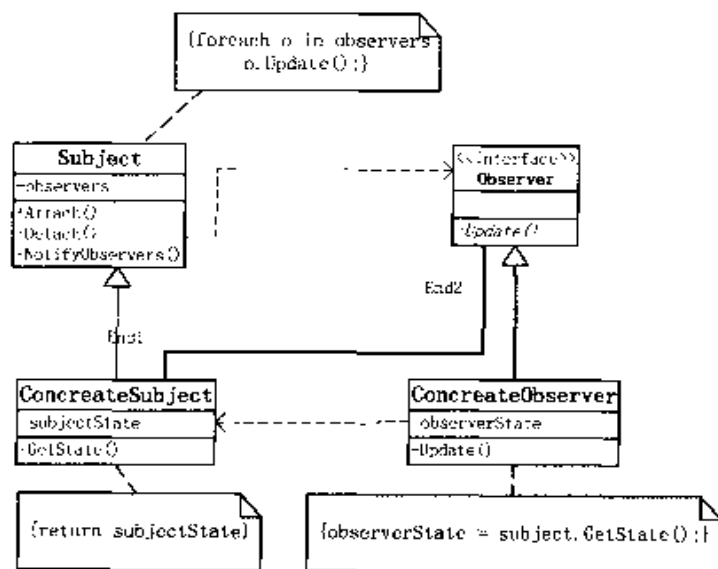 {foreach o in observers
o.Update();}
Subject
-observers
+Attach()
+Detach()
+NotifyObservers()
<<Interface>>
Observer
+Update()
End2
End1
ConcreateSubject
subjectState
+GetState()
ConcreateObserver
observerState
+Update()
{return subjectState}
{observerState = subject.GetState();}